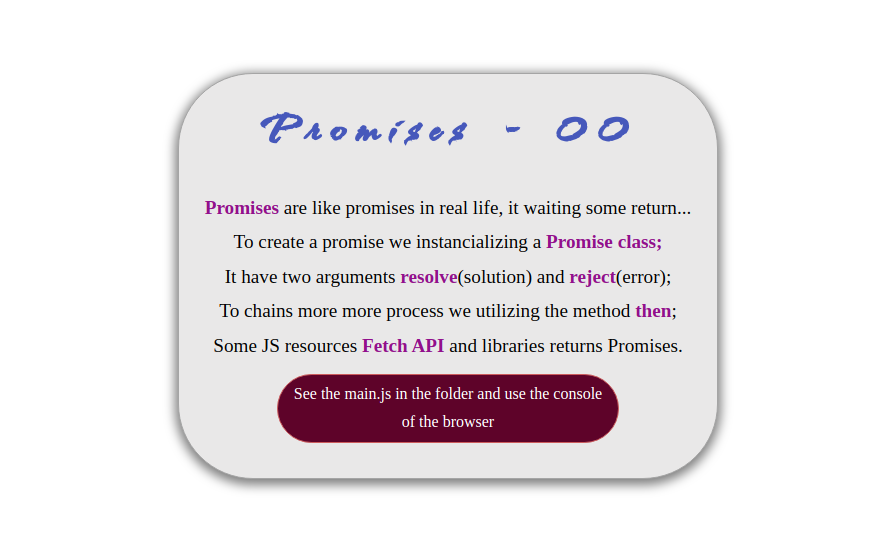 Promises - OO
Promises are like promises in real life, it waiting some return...
To create a promise we instancializing a Promise class;
It have two arguments resolve(solution) and reject(error);
To chains more more process we utilizing the method then;
Some JS resources Fetch API and libraries returns Promises.
See the main.js in the folder and use the console
of the browser